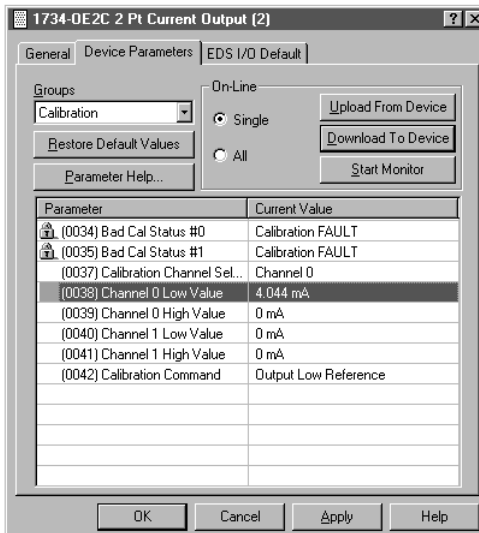 1734-OE2C 2 Pt Current Output (2)
General
Device Parameters
EDS I/O Default
Groups
Calibration
Restore Default Values
Parameter Help...
On-Line
Single
All
Upload From Device
Download To Device
Start Monitor
Parameter Current Value
(0034) Bad Cal Status #0 Calibration FAULT
(0035) Bad Cal Status #1 Calibration FAULT
(0037) Calibration Channel Sel... Channel 0
(0038) Channel 0 Low Value 4.044 mA
(0039) Channel 0 High Value 0 mA
(0040) Channel 1 Low Value 0 mA
(0041) Channel 1 High Value 0 mA
(0042) Calibration Command Output Low Reference
OK Cancel Apply Help